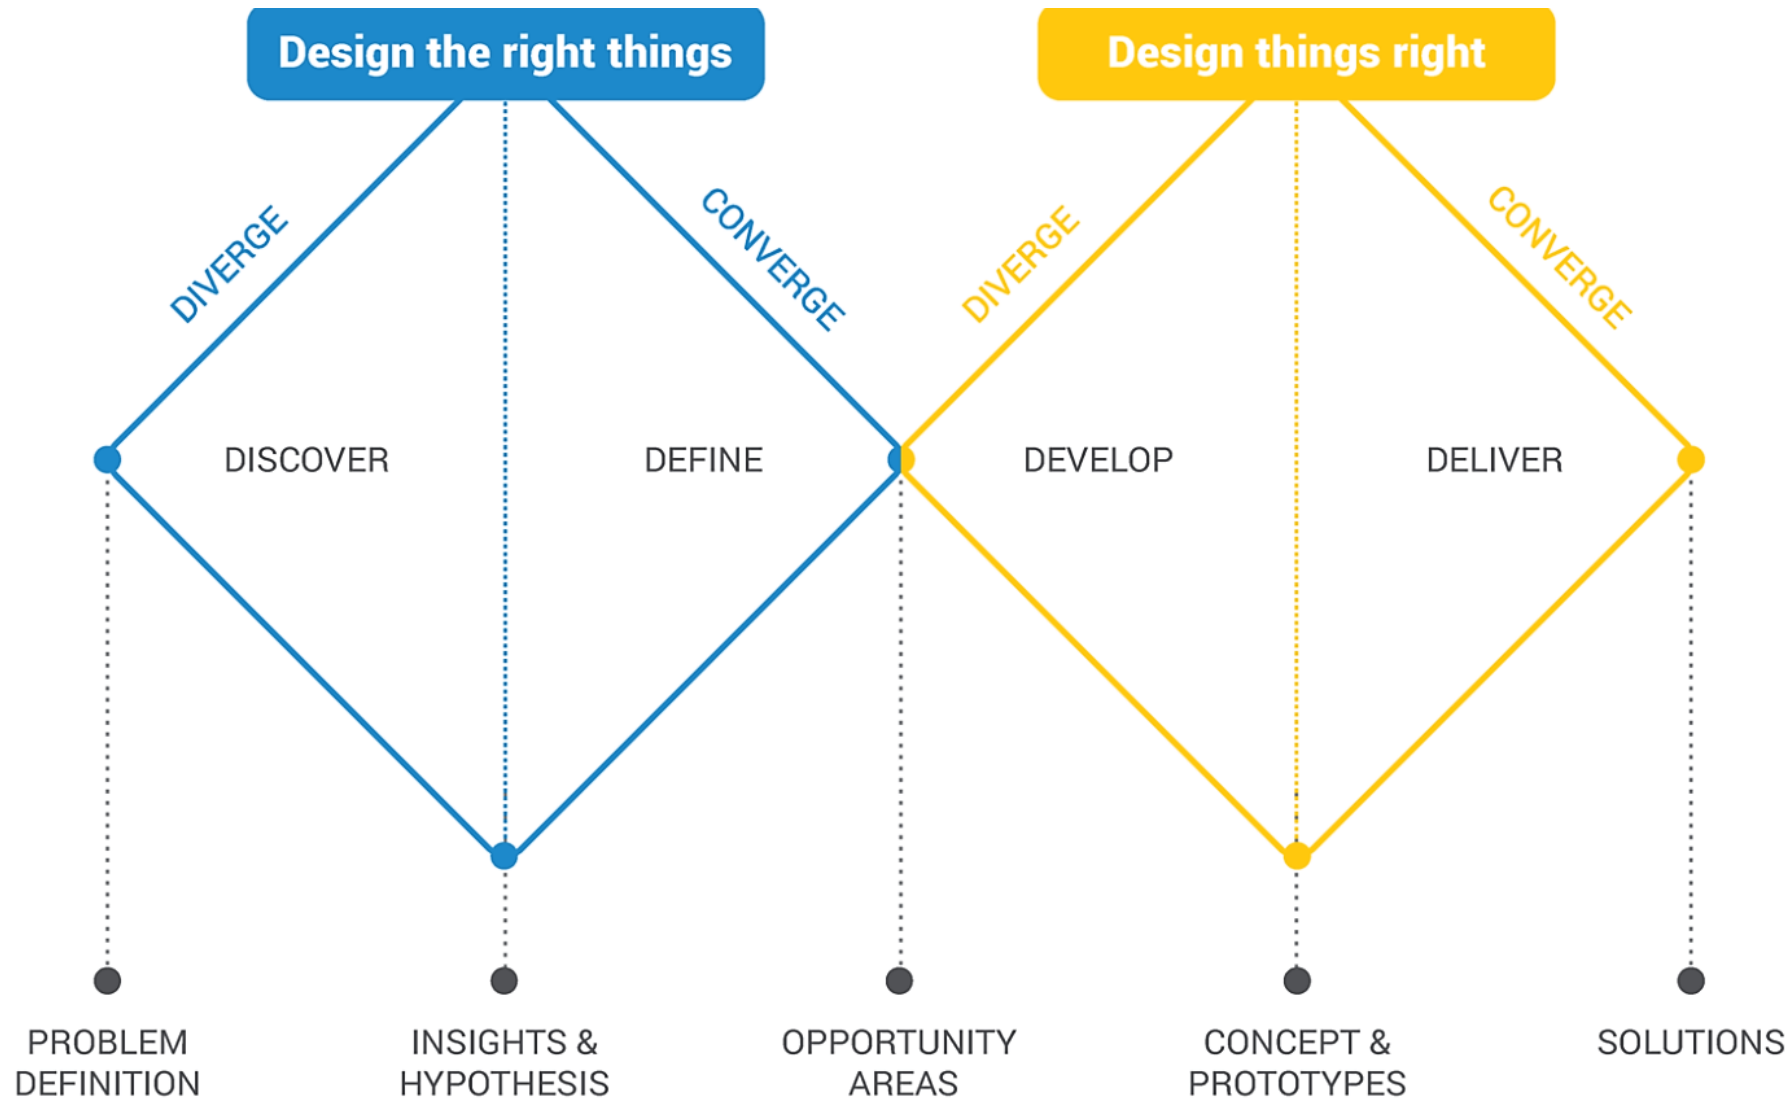 Design the right things
Design things right
DIVERGE
CONVERGE
DIVERGE
CONVERGE
DISCOVER
DEFINE
DEVELOP
DELIVER
PROBLEM
DEFINITION
INSIGHTS &
HYPOTHESIS
OPPORTUNITY
AREAS
CONCEPT &
PROTOTYPES
SOLUTIONS